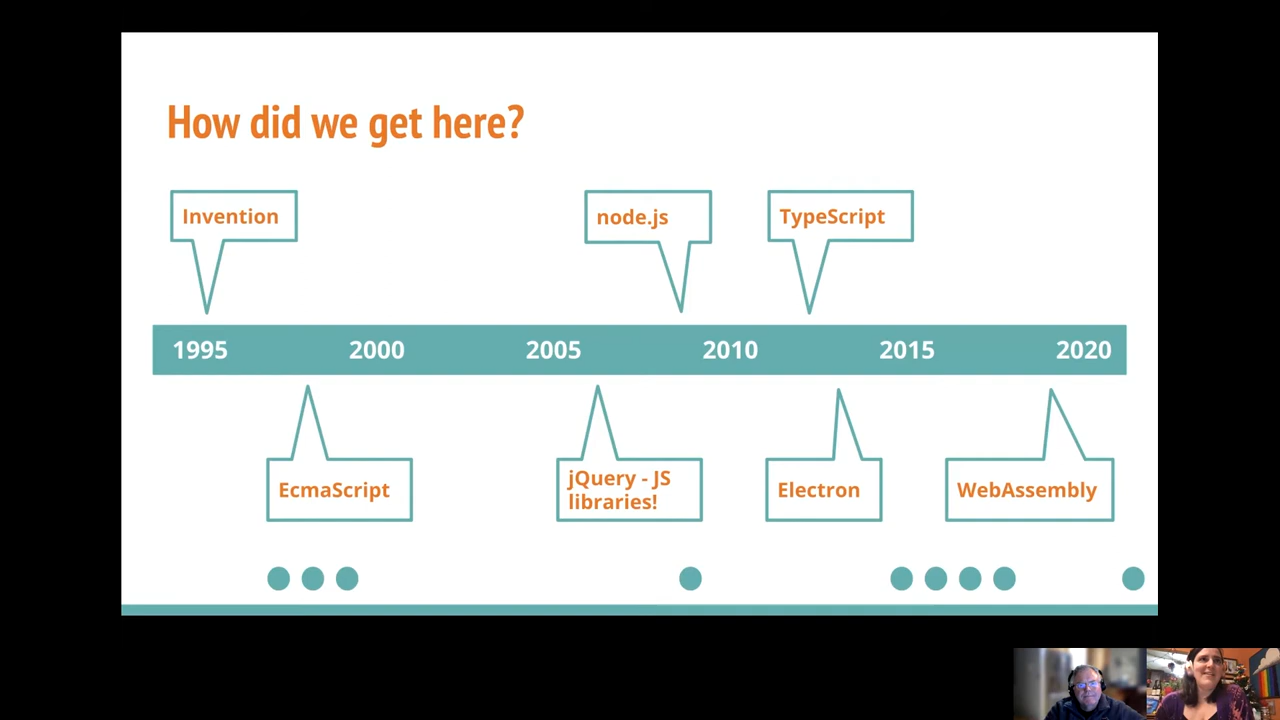 How did we get here?
Invention
node.js
TypeScript
1995 2000 2005 2010 2015 2020
EcmaScript
jQuery - JS
libraries!
Electron
WebAssembly